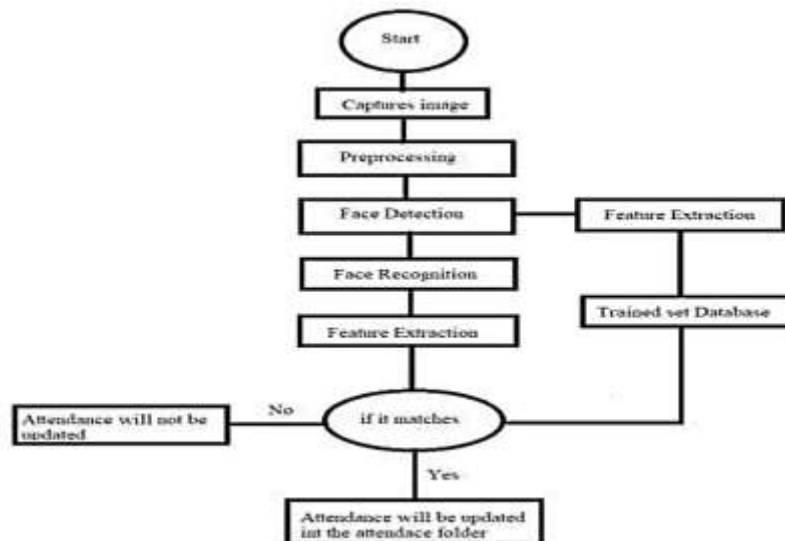 Start
Captures image
Preprocessing
Face Detection
Feature Extraction
Face Recognition
Trained set Database
Feature Extraction
if it matches
No
Attendance will not be
updated
Yes
Attendance will be updated
int the attendace folder